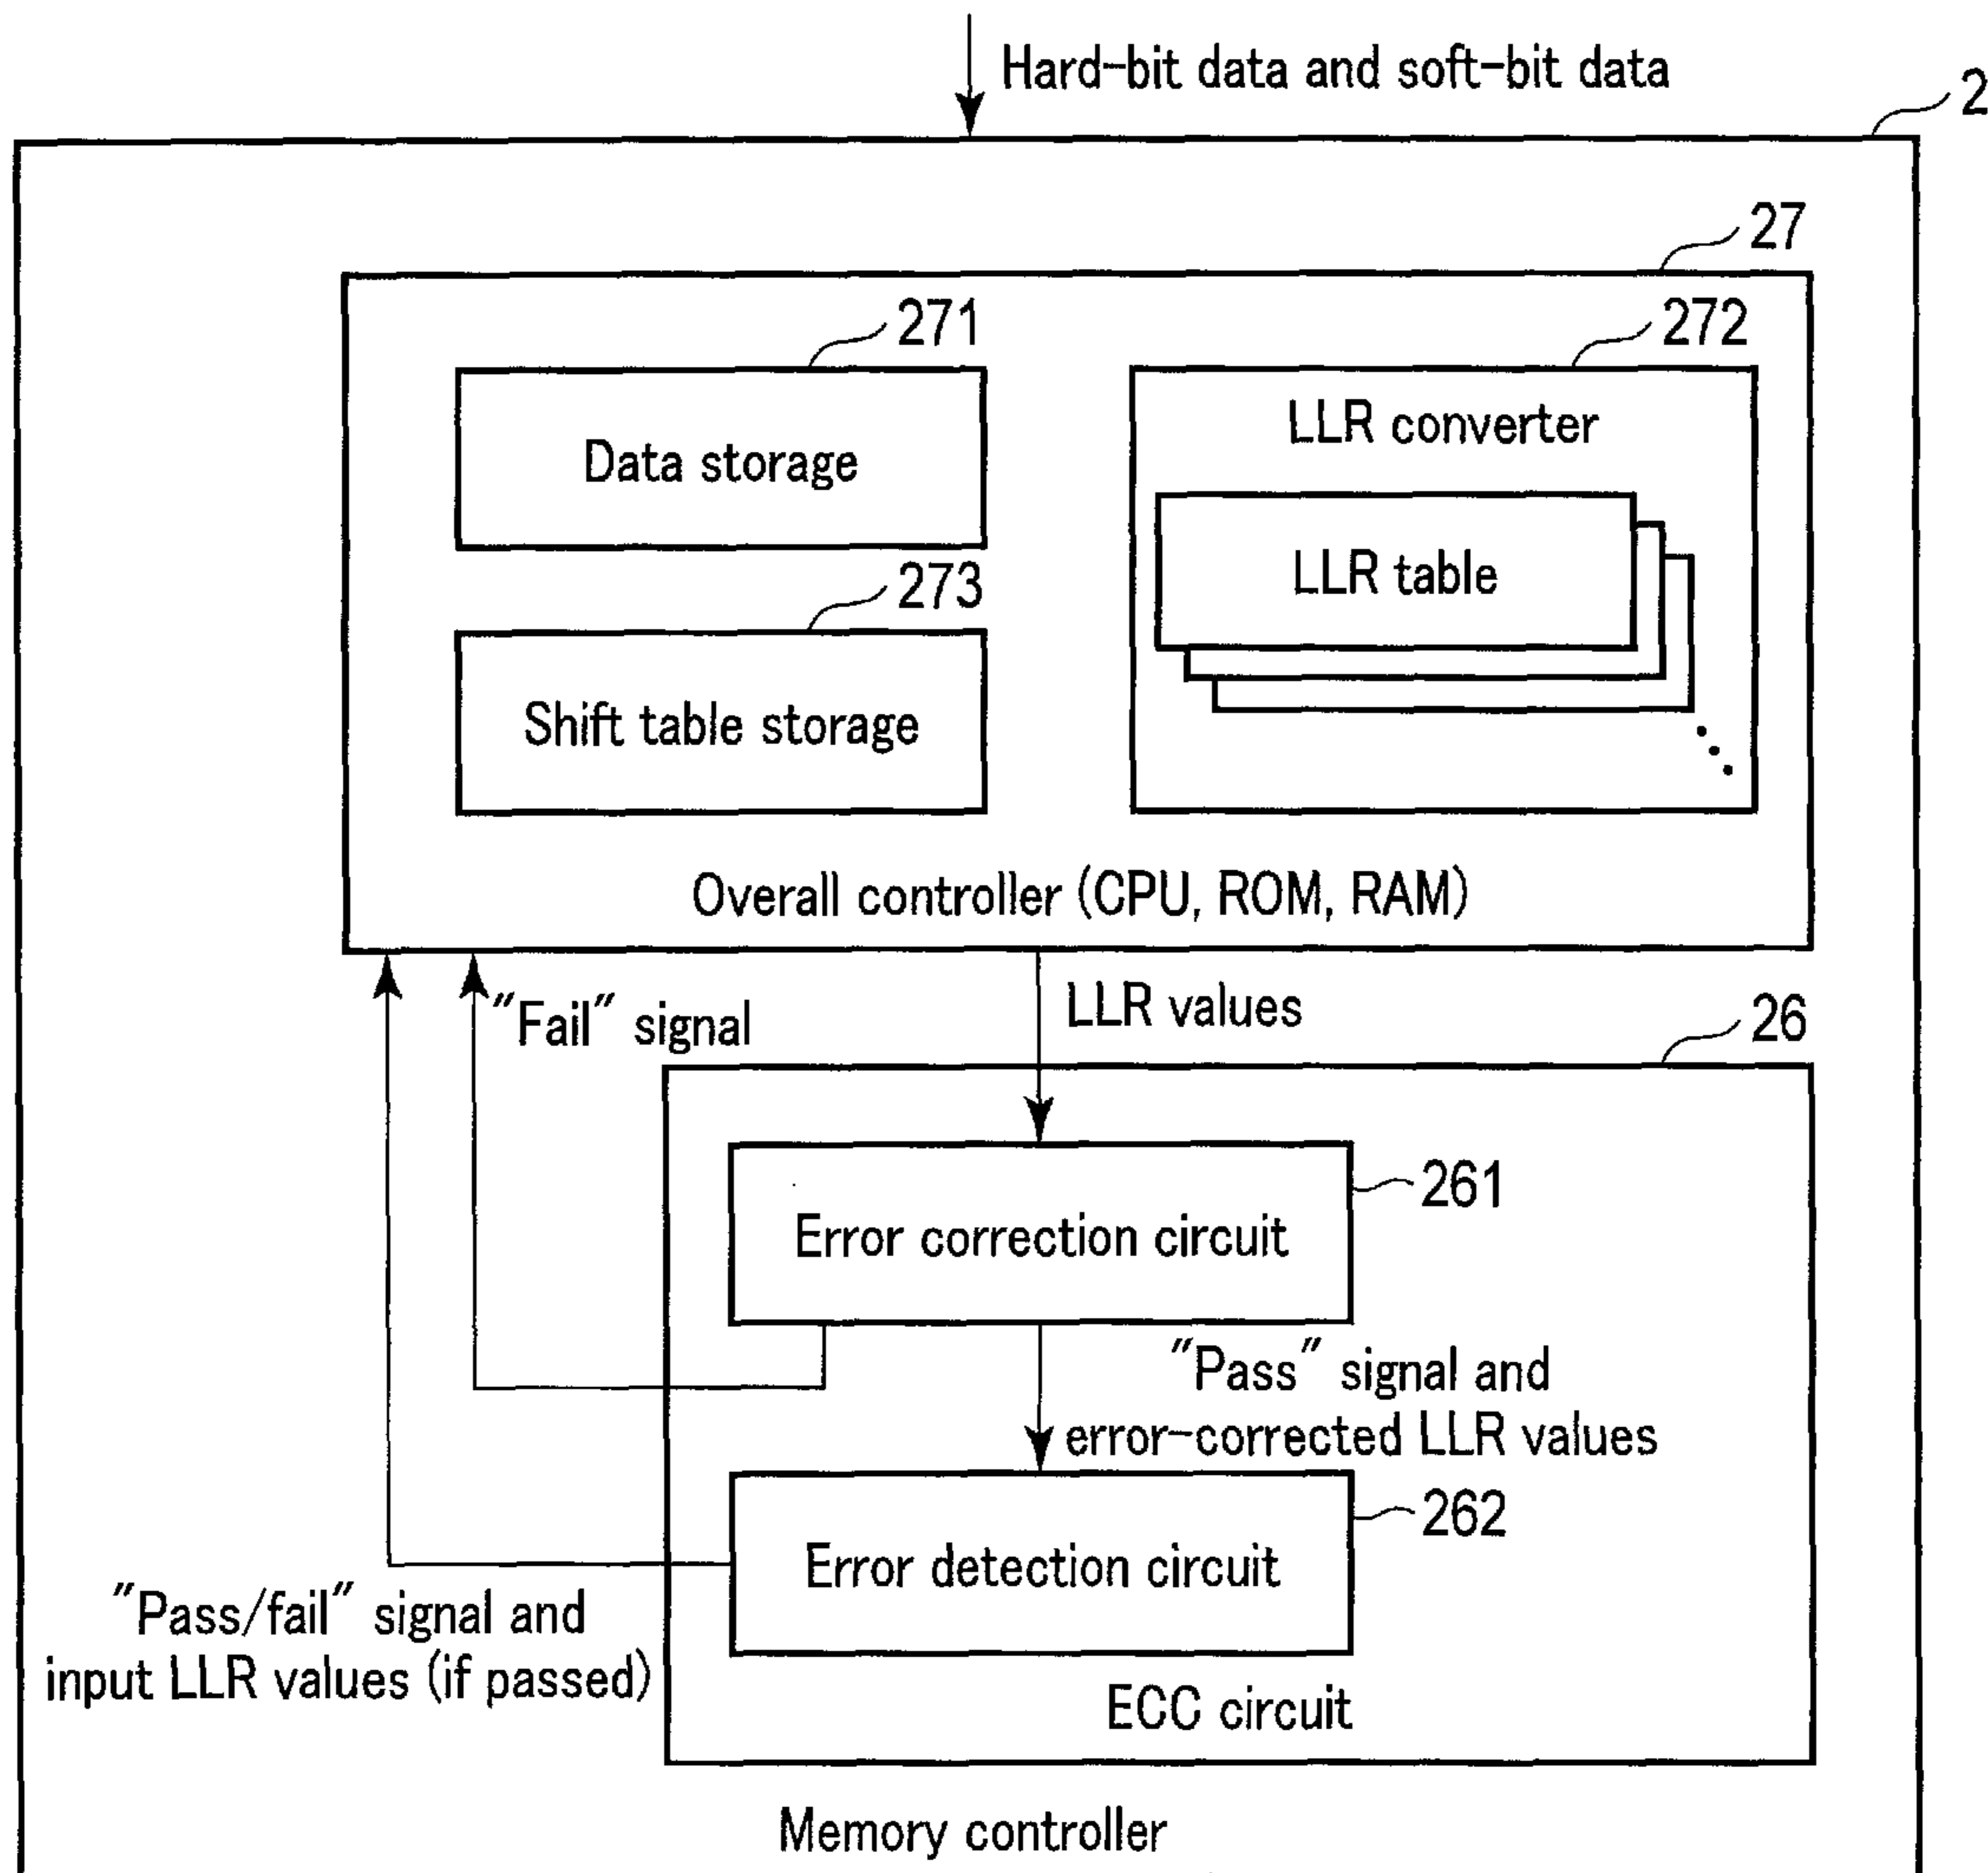 Hard-bit data and soft-bit data
2
27
271
272
Data storage
LLR converter
LLR table
273
Shift table storage
Overall controller (CPU, ROM, RAM)
"Fail" signal
LLR values
26
261
Error correction circuit
"Pass" signal and
error-corrected LLR values
262
Error detection circuit
"Pass/fail" signal and
input LLR values (if passed)
ECC circuit
Memory controller